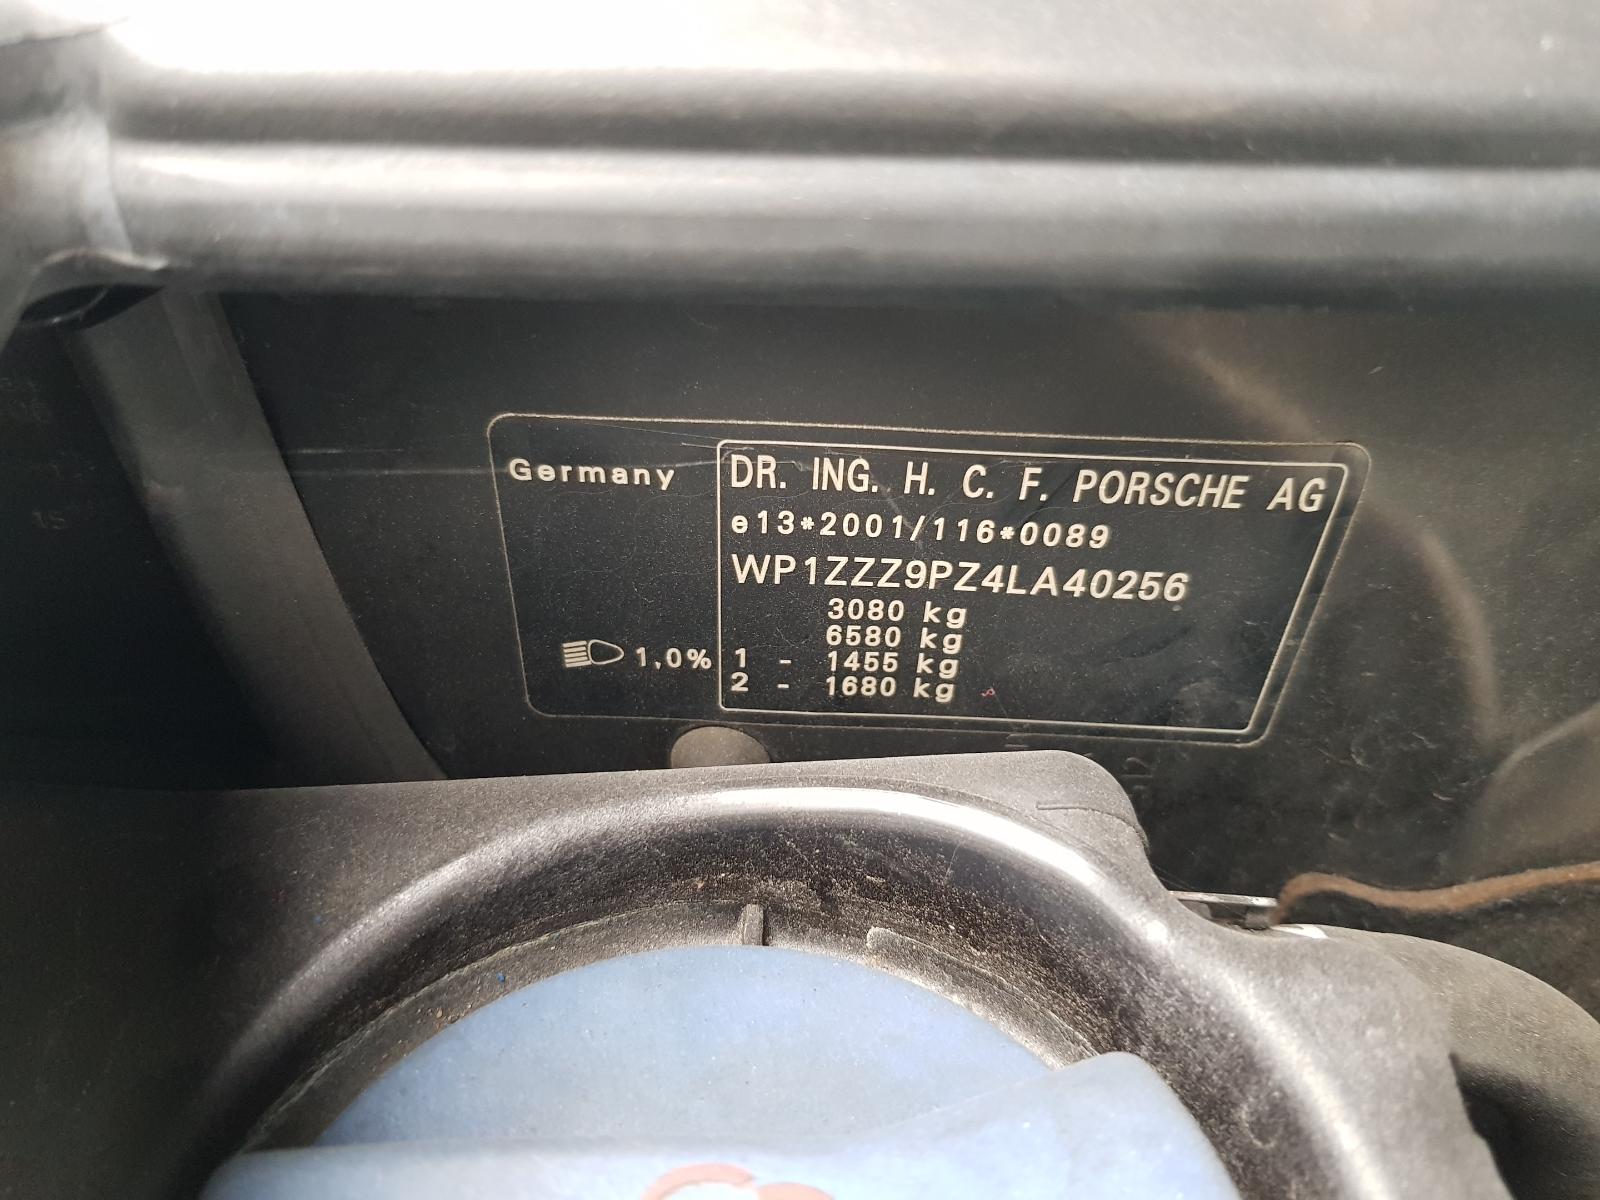 Germany
DR. ING. H. C. F. PORSCHE AG
e13*2001/116*0089
WP1ZZZ9PZ4LA40256
3080 kg
6580 kg
1 - 1455 kg
2 - 1680 kg
1,0%